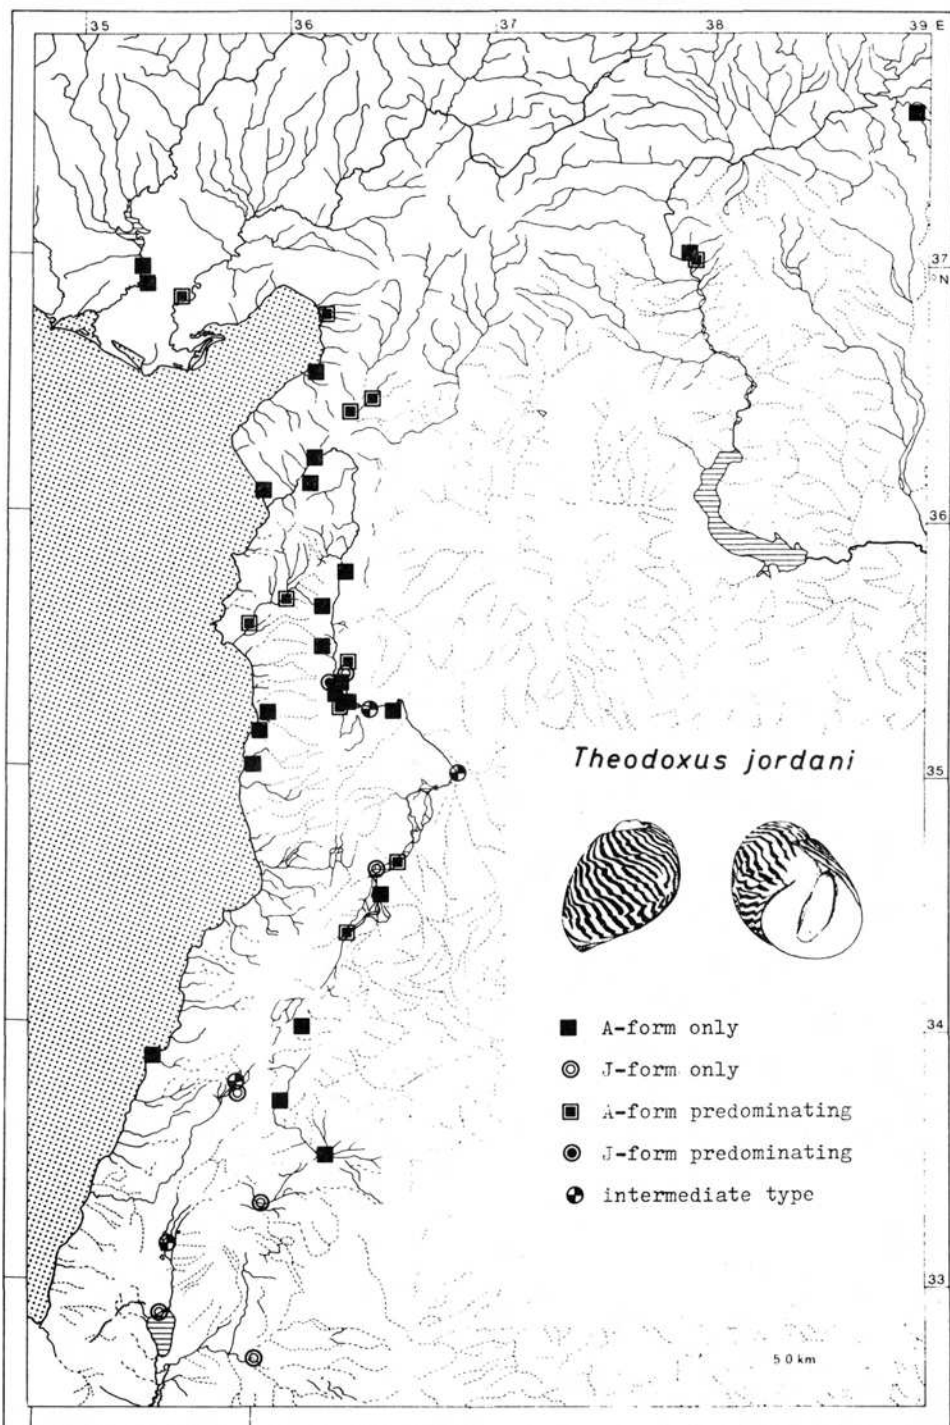 35
36
37
38
39 E
37
N
36
35
Theodoxus jordani
34
A-form only
J-form only
A-form predominating
J-form predominating
intermediate type
33
50 km